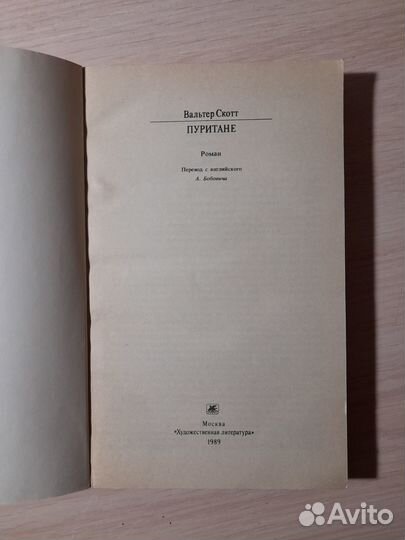 Вальтер Скотт
ПУРИТАНЕ
Роман
Перевод с английского
А. Бобовича
Москва
«Художественная литература»
1989
Avito